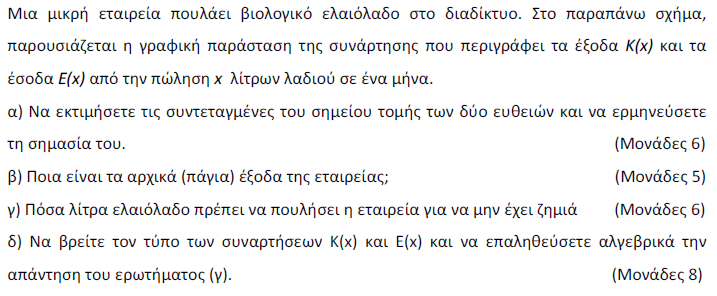 Μια μικρή εταιρεία πουλάει βιολογικό ελαιόλαδο στο διαδίκτυο. Στο παραπάνω σχήμα,
παρουσιάζεται η γραφική παράσταση της συνάρτησης που περιγράφει τα έξοδα K(x) και τα
έσοδα E(x) από την πώληση x λίτρων λαδιού σε ένα μήνα.
α) Να εκτιμήσετε τις συντεταγμένες του σημείου τομής των δύο ευθειών και να ερμηνεύσετε
τη σημασία του. (Μονάδες 6)
β) Ποια είναι τα αρχικά (πάγια) έξοδα της εταιρείας; (Μονάδες 5)
γ) Πόσα λίτρα ελαιόλαδο πρέπει να πουλήσει η εταιρεία για να μην έχει ζημιά (Μονάδες 6)
δ) Να βρείτε τον τύπο των συναρτήσεων K(x) και E(x) και να επαληθεύσετε αλγεβρικά την
απάντηση του ερωτήματος (γ). (Μονάδες 8)